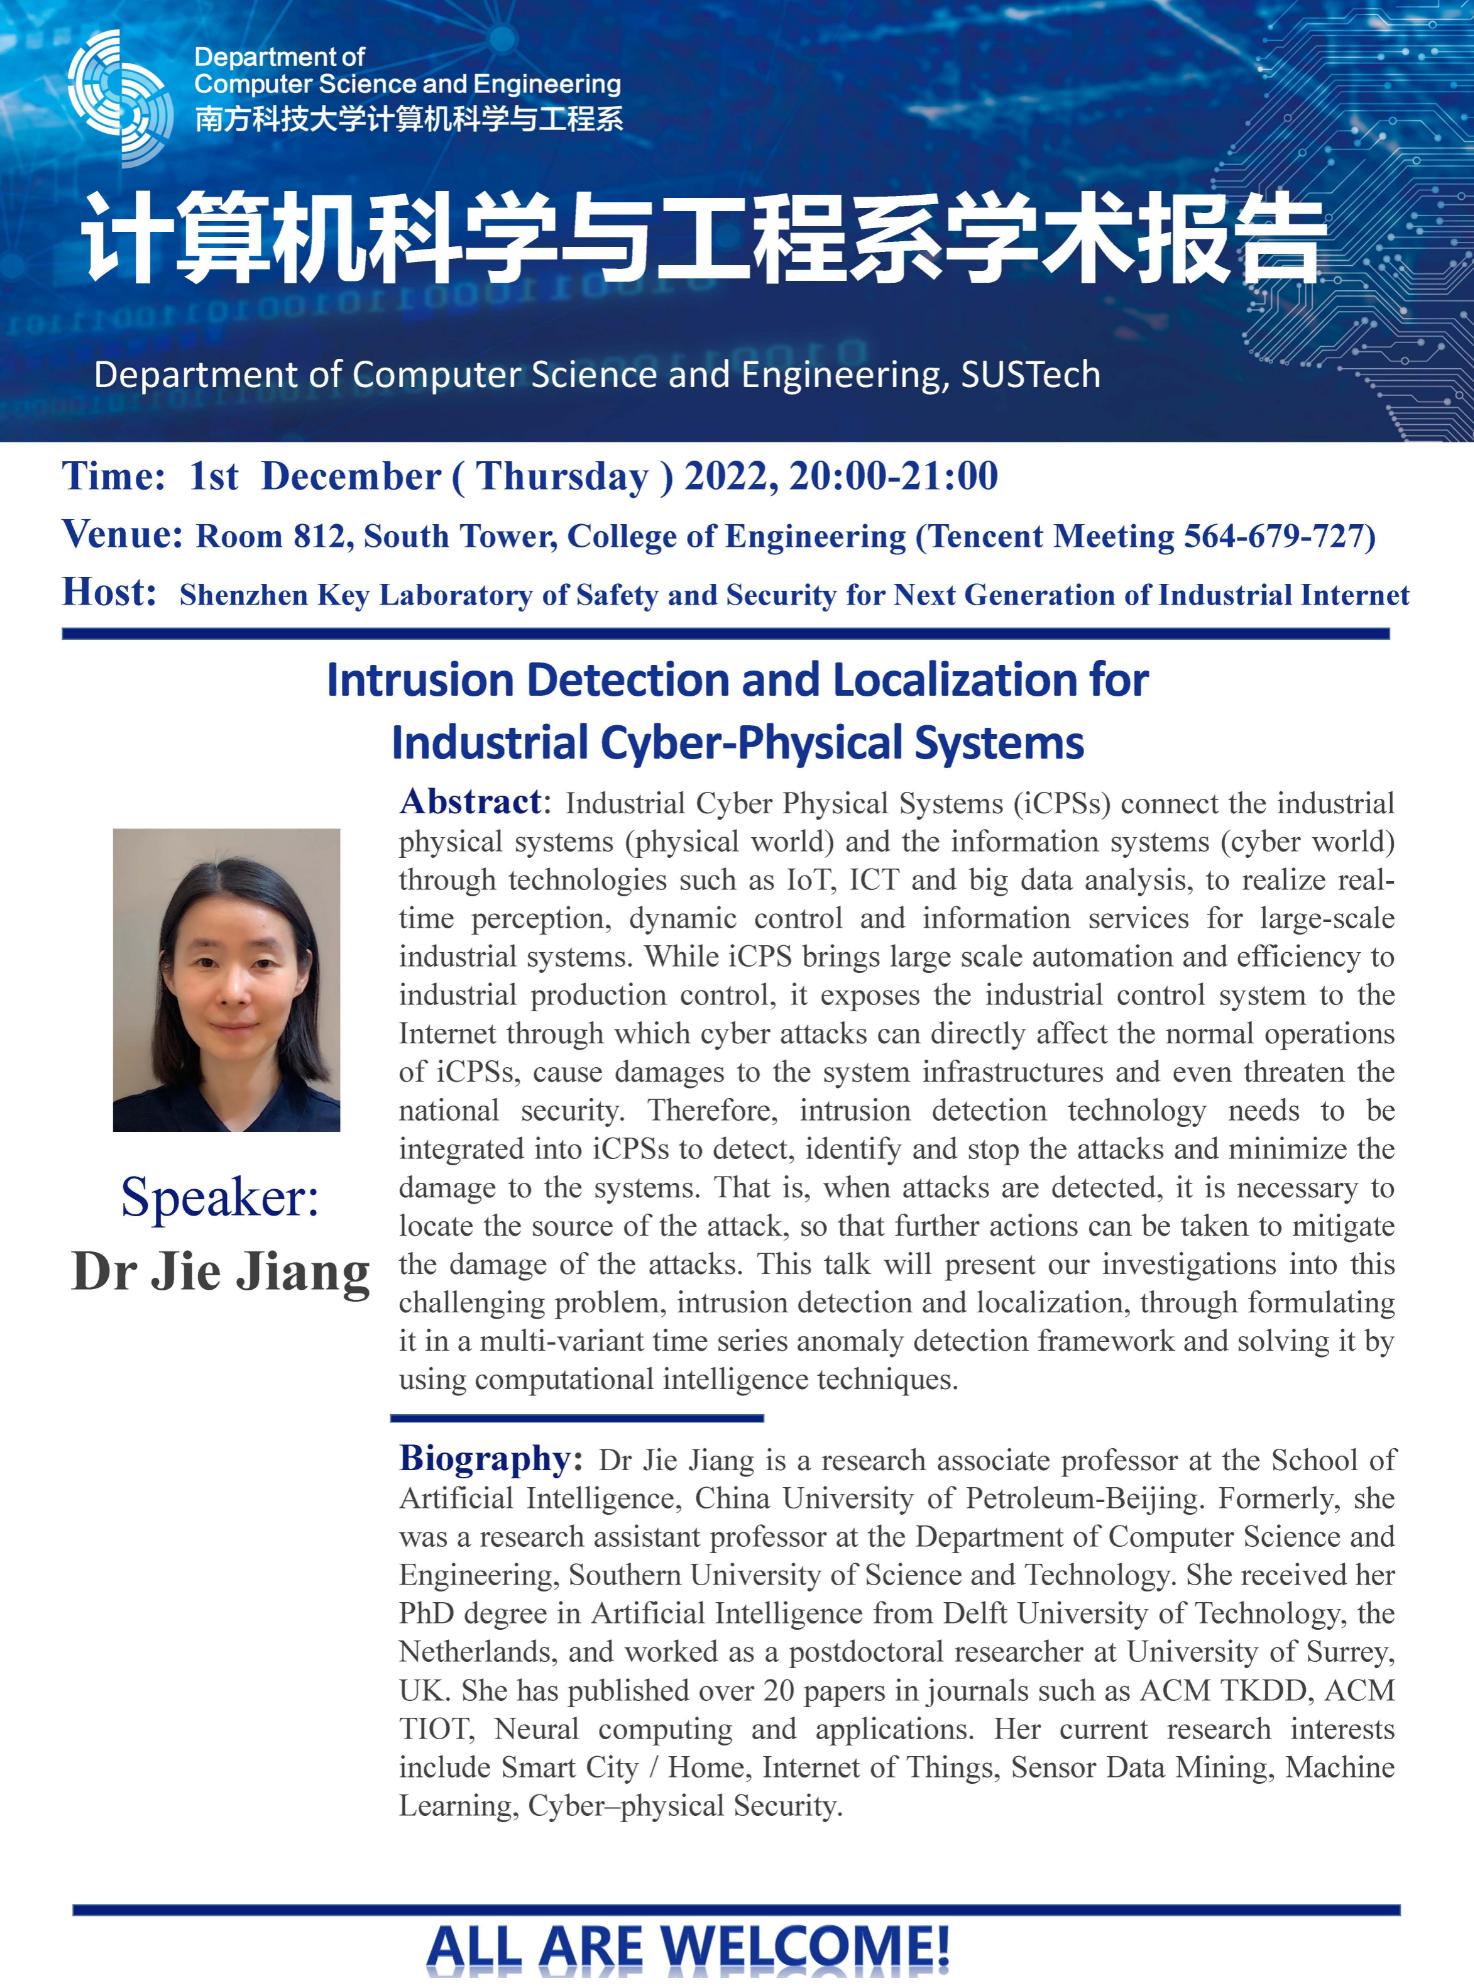 Department of
Computer Science and Engineering
南方科技大学计算机科学与工程系
计算机科学与工程系学术报告
Department of Computer Science and Engineering, SUSTech
Time: 1st December ( Thursday ) 2022, 20:00-21:00
Venue: Room 812, South Tower, College of Engineering (Tencent Meeting 564-679-727)
Host: Shenzhen Key Laboratory of Safety and Security for Next Generation of Industrial Internet
Intrusion Detection and Localization for
Industrial Cyber-Physical Systems
Speaker:
Dr Jie Jiang
Abstract: Industrial Cyber Physical Systems (iCPSs) connect the industrial
physical systems (physical world) and the information systems (cyber world)
through technologies such as IoT, ICT and big data analysis, to realize real-
time perception, dynamic control and information services for large-scale
industrial systems. While iCPS brings large scale automation and efficiency to
industrial production control, it exposes the industrial control system to the
Internet through which cyber attacks can directly affect the normal operations
of iCPSs, cause damages to the system infrastructures and even threaten the
national security. Therefore, intrusion detection technology needs to be
integrated into iCPSs to detect, identify and stop the attacks and minimize the
damage to the systems. That is, when attacks are detected, it is necessary to
locate the source of the attack, so that further actions can be taken to mitigate
the damage of the attacks. This talk will present our investigations into this
challenging problem, intrusion detection and localization, through formulating
it in a multi-variant time series anomaly detection framework and solving it by
using computational intelligence techniques.
Biography: Dr Jie Jiang is a research associate professor at the School of
Artificial Intelligence, China University of Petroleum-Beijing. Formerly, she
was a research assistant professor at the Department of Computer Science and
Engineering, Southern University of Science and Technology. She received her
PhD degree in Artificial Intelligence from Delft University of Technology, the
Netherlands, and worked as a postdoctoral researcher at University of Surrey,
UK. She has published over 20 papers in journals such as ACM TKDD, ACM
TIOT, Neural computing and applications. Her current research interests
include Smart City / Home, Internet of Things, Sensor Data Mining, Machine
Learning, Cyber–physical Security.
ALL ARE WELCOME!